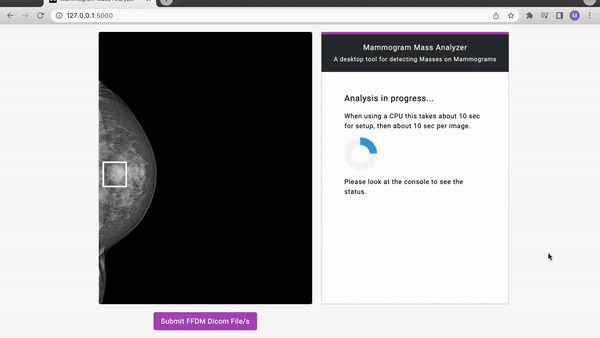 127.0.0.1:5000
M
Mammogram Mass Analyzer
A desktop tool for detecting Masses on Mammograms
Analysis in progress...
When using a CPU this takes about 10 sec
for setup, then about 10 sec per image.
Please look at the console to see the
status.
Submit FFDM Dicom File/s